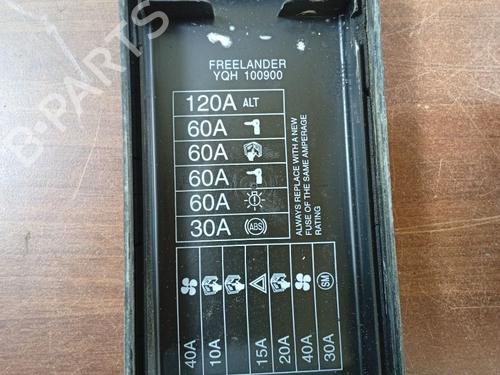 FREELANDER
YQH 100900
120A ALT
60A
60A
60A
60A
30A ABS
ALWAYS REPLACE WITH A NEW
FUSE OF THE SAME AMPERAGE
RATING
40A
10A
15A
20A
40A
30A
SM
B-PARTS